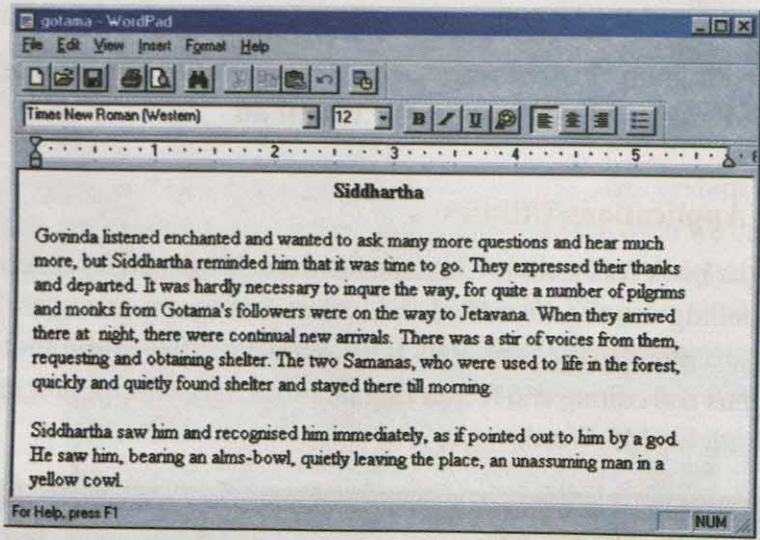 gotama - WordPad
File Edit View Insert Format Help
Times New Roman (Western) 12 B I U
1 2 3 4 5
Siddhartha
Govinda listened enchanted and wanted to ask many more questions and hear much
more, but Siddhartha reminded him that it was time to go. They expressed their thanks
and departed. It was hardly necessary to inqure the way, for quite a number of pilgrims
and monks from Gotama's followers were on the way to Jetavana. When they arrived
there at night, there were continual new arrivals. There was a stir of voices from them,
requesting and obtaining shelter. The two Samanas, who were used to life in the forest,
quickly and quietly found shelter and stayed there till morning.
Siddhartha saw him and recognised him immediately, as if pointed out to him by a god.
He saw him, bearing an alms-bowl, quietly leaving the place, an unassuming man in a
yellow cowl.
For Help, press F1 NUM